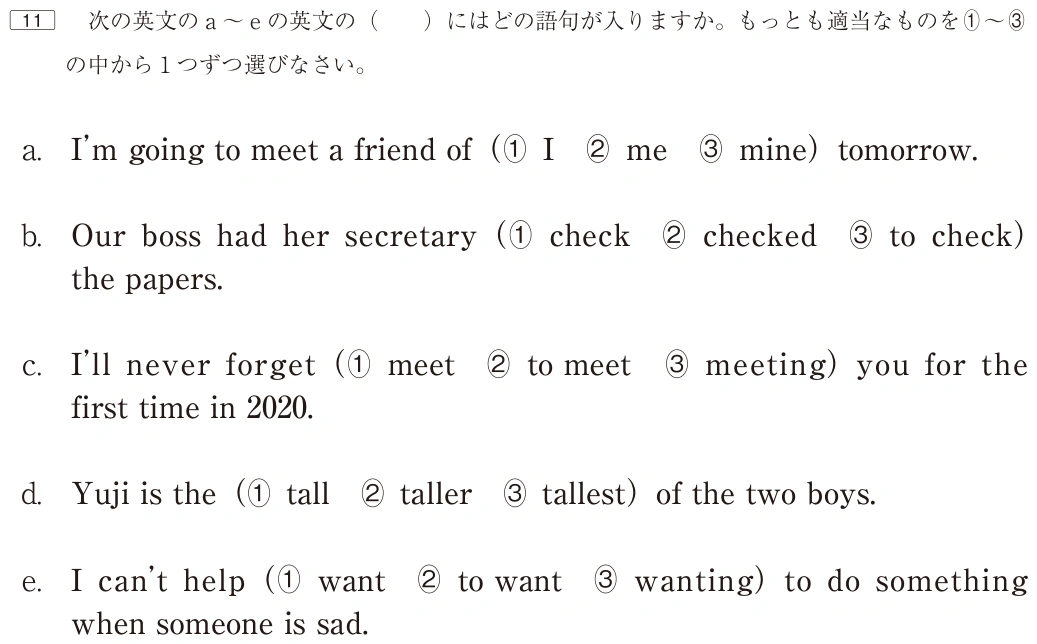 11　次の英文のａ～ｅの英文の（　　）にはどの語句が入りますか。もっとも適当なものを①～③
の中から１つずつ選びなさい。
a. I'm going to meet a friend of（① I　② me　③ mine）tomorrow.
b. Our boss had her secretary（① check　② checked　③ to check）
the papers.
c. I'll never forget（① meet　② to meet　③ meeting）you for the
first time in 2020.
d. Yuji is the（① tall　② taller　③ tallest）of the two boys.
e. I can't help（① want　② to want　③ wanting）to do something
when someone is sad.